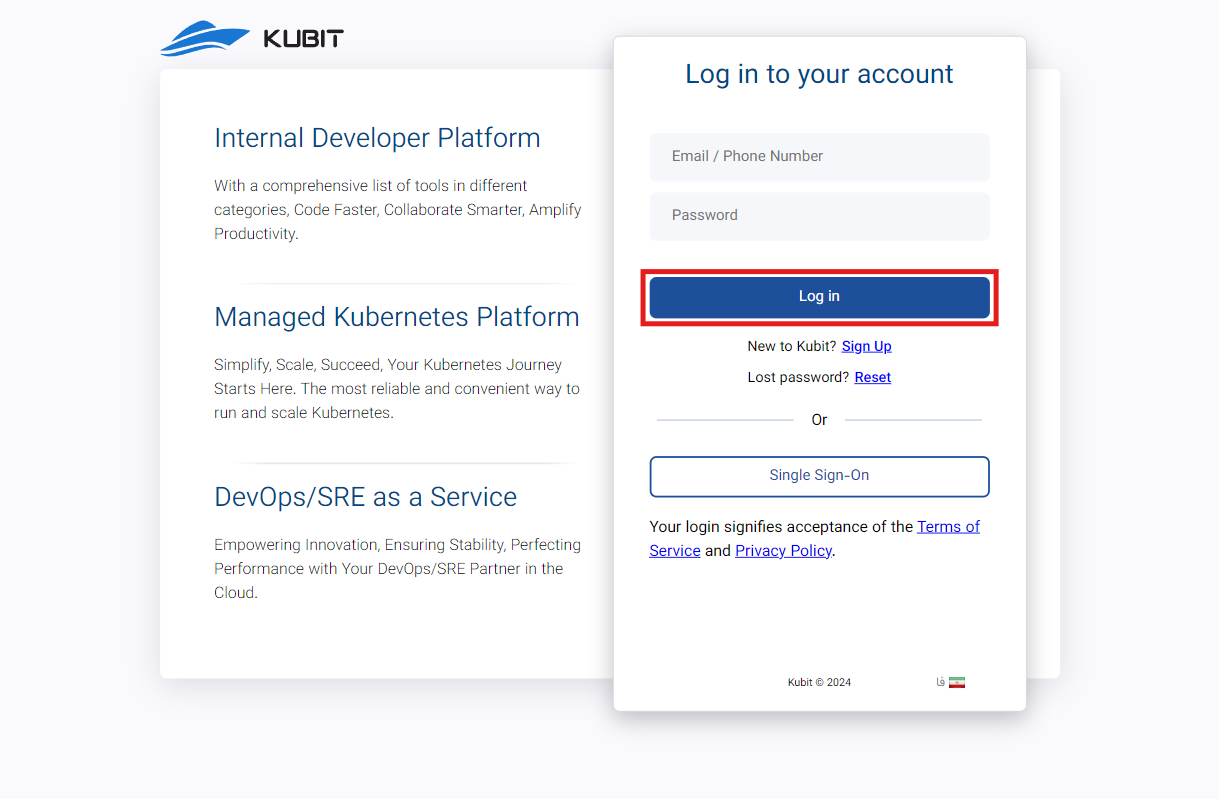 KUBIT
Internal Developer Platform
With a comprehensive list of tools in different
categories, Code Faster, Collaborate Smarter, Amplify
Productivity.
Managed Kubernetes Platform
Simplify, Scale, Succeed, Your Kubernetes Journey
Starts Here. The most reliable and convenient way to
run and scale Kubernetes.
DevOps/SRE as a Service
Empowering Innovation, Ensuring Stability, Perfecting
Performance with Your DevOps/SRE Partner in the
Cloud.
Log in to your account
Email / Phone Number
Password
Log in
New to Kubit? Sign Up
Lost password? Reset
Or
Single Sign-On
Your login signifies acceptance of the Terms of
Service and Privacy Policy.
Kubit © 2024
فا